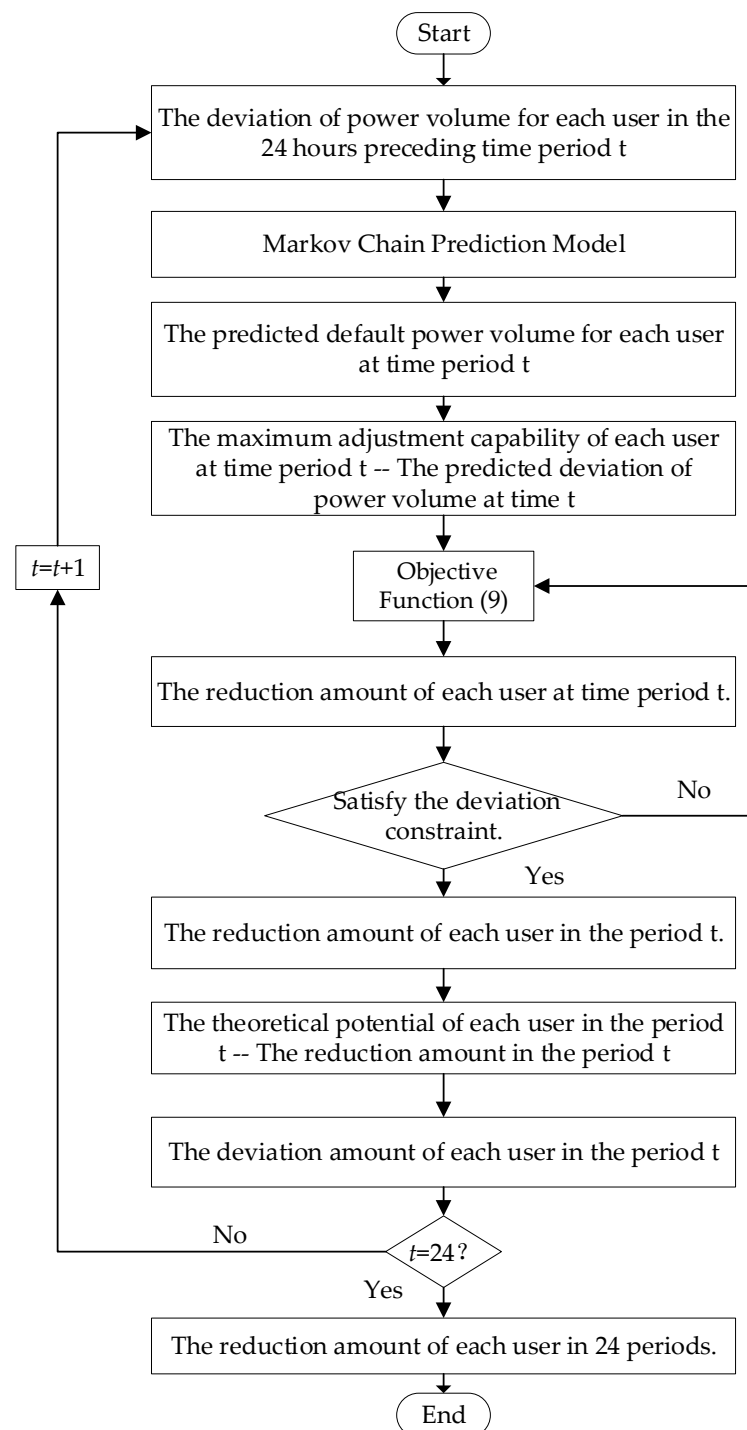 Start
The deviation of power volume for each user in the
24 hours preceding time period t
Markov Chain Prediction Model
The predicted default power volume for each user
at time period t
The maximum adjustment capability of each user
at time period t -- The predicted deviation of
power volume at time t
t=t+1
Objective
Function (9)
The reduction amount of each user at time period t.
Satisfy the deviation
constraint.
No
Yes
The reduction amount of each user in the period t.
The theoretical potential of each user in the period
t -- The reduction amount in the period t
The deviation amount of each user in the period t
No
t=24?
Yes
The reduction amount of each user in 24 periods.
End